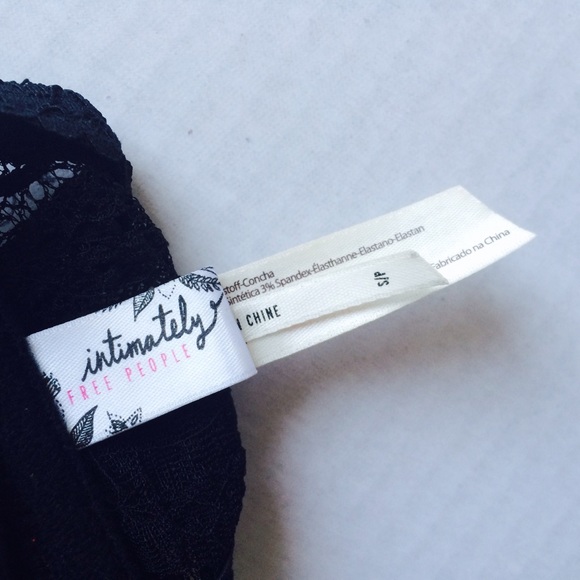 intimately
FREE PEOPLE
CHINE
S/P
stoff-Concha
Sintética 3% Spandex-Élasthanne-Elastano-Elastan
Fabricado na China